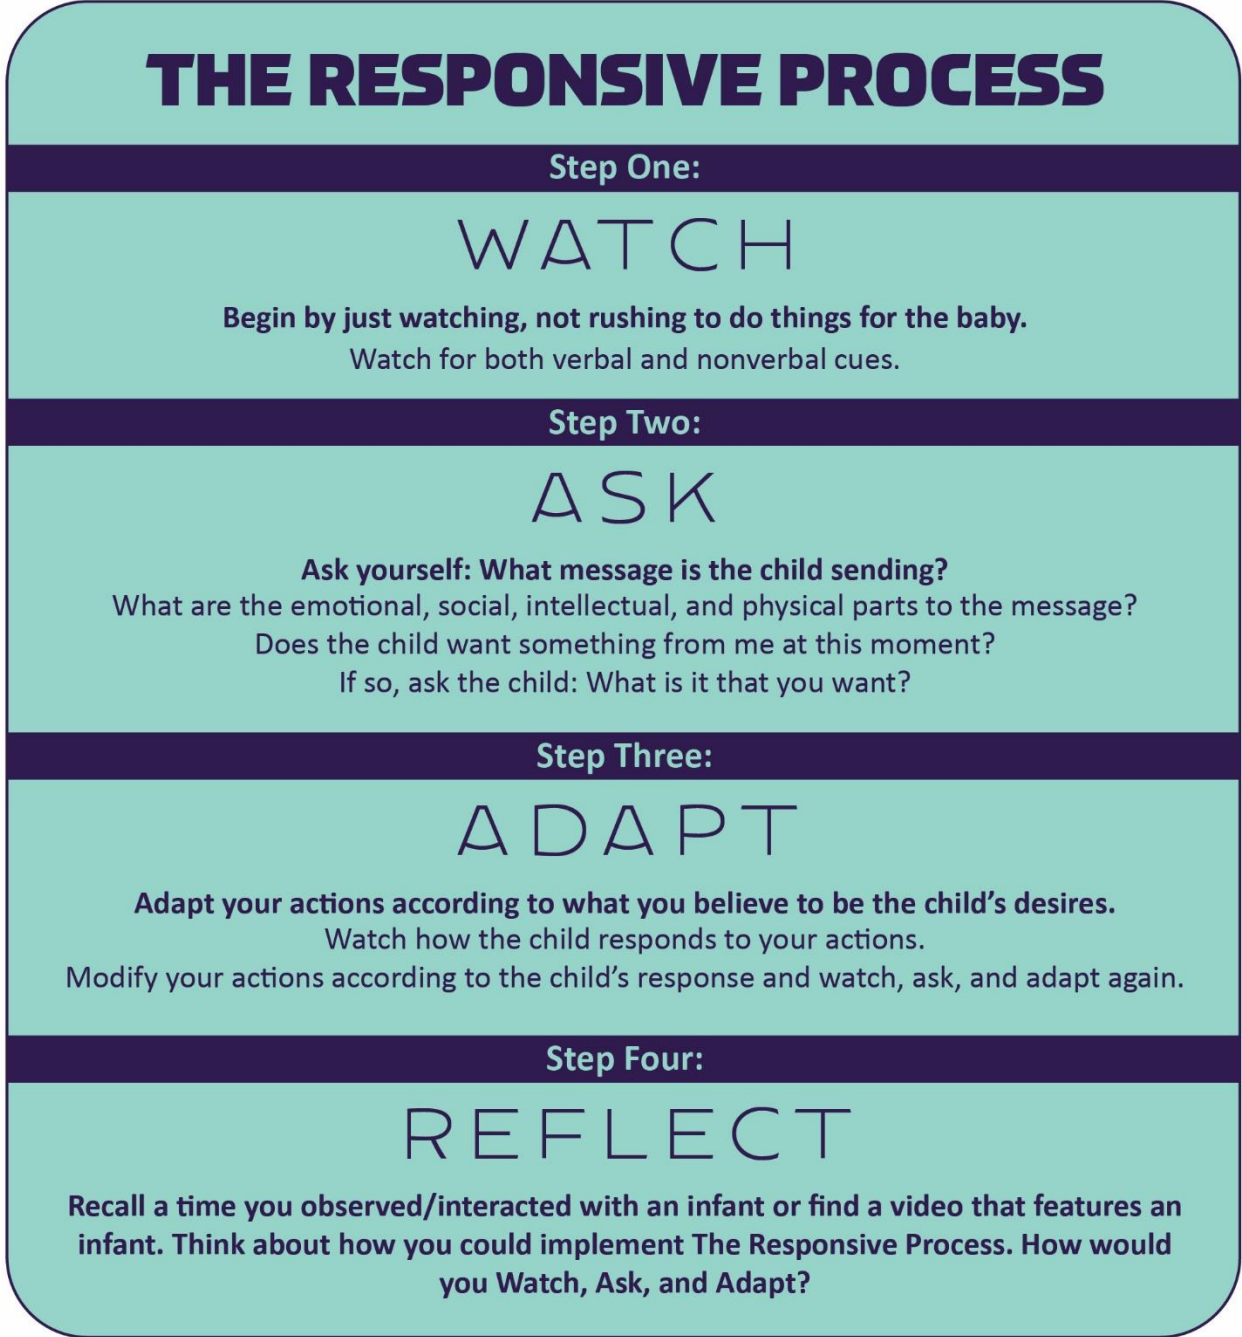 THE RESPONSIVE PROCESS
Step One:
WATCH
Begin by just watching, not rushing to do things for the baby.
Watch for both verbal and nonverbal cues.
Step Two:
ASK
Ask yourself: What message is the child sending?
What are the emotional, social, intellectual, and physical parts to the message?
Does the child want something from me at this moment?
If so, ask the child: What is it that you want?
Step Three:
ADAPT
Adapt your actions according to what you believe to be the child’s desires.
Watch how the child responds to your actions.
Modify your actions according to the child’s response and watch, ask, and adapt again.
Step Four:
REFLECT
Recall a time you observed/interacted with an infant or find a video that features an
infant. Think about how you could implement The Responsive Process. How would
you Watch, Ask, and Adapt?